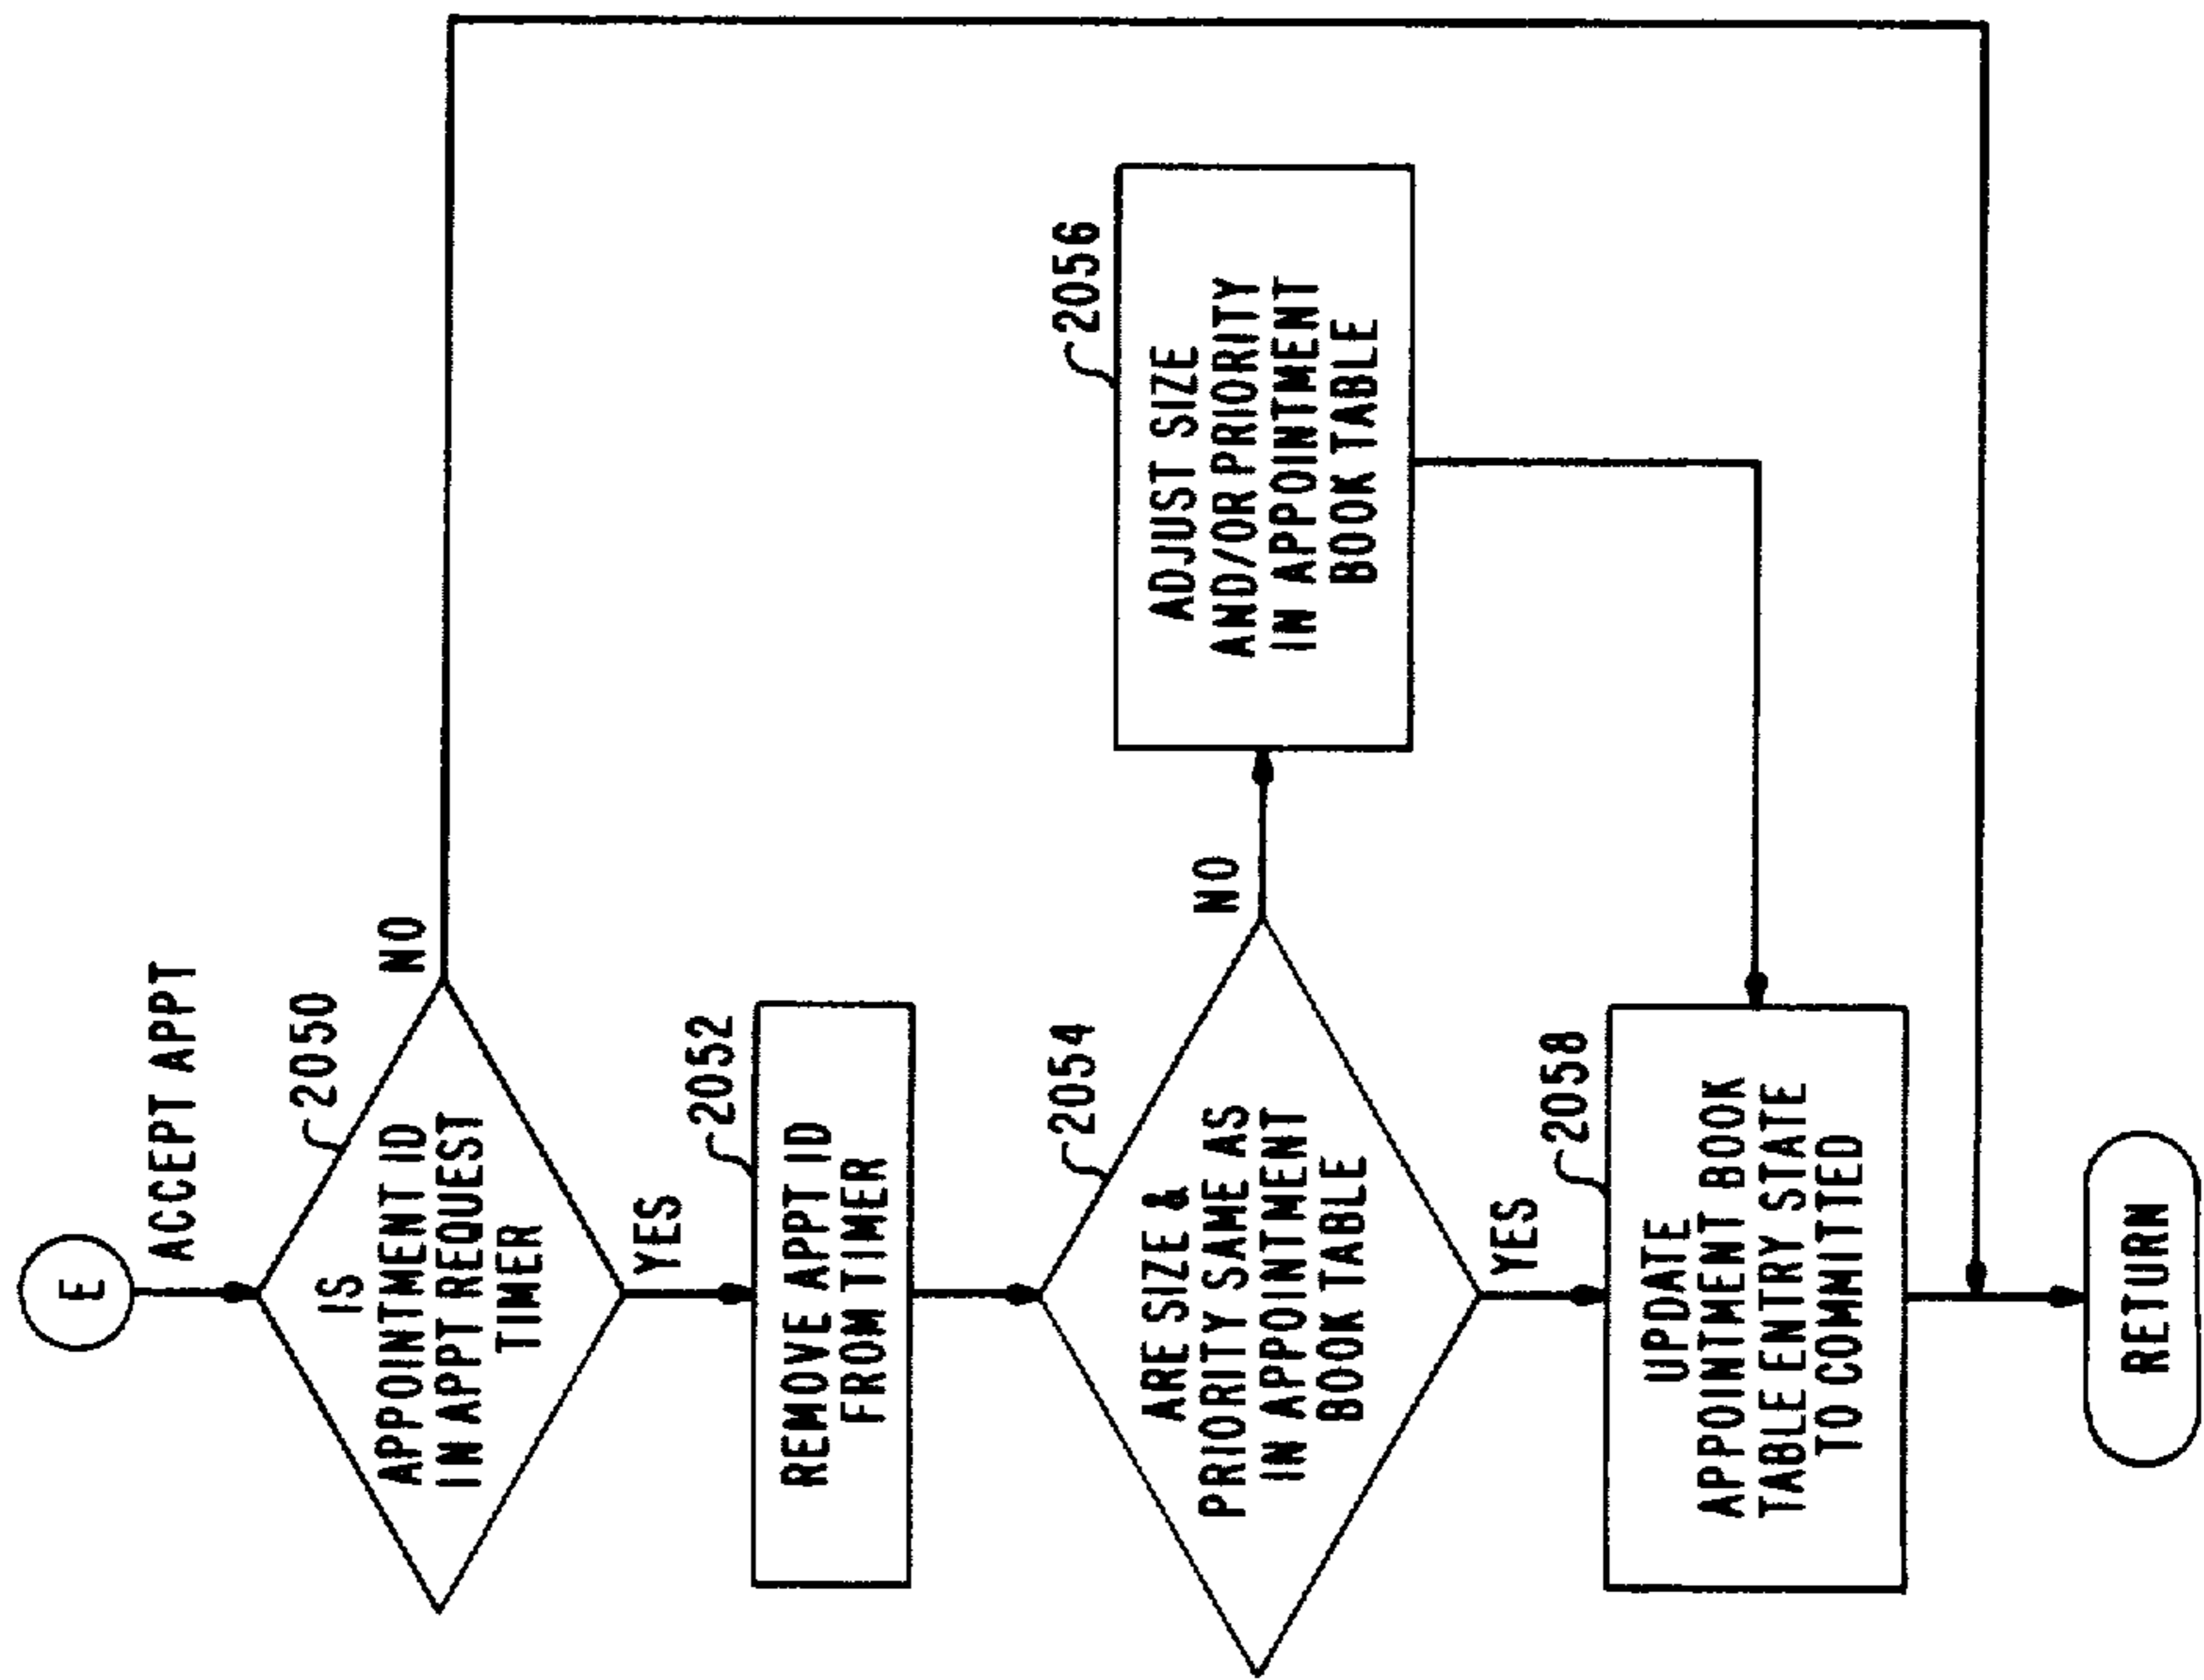 E
ACCEPT APPT
2050
IS
APPOINTMENT ID
IN APPT REQUEST
TIMER
NO
YES
2052
REMOVE APPT ID
FROM TIMER
2054
ARE SIZE &
PRIORITY SAME AS
IN APPOINTMENT
BOOK TABLE
NO
2056
ADJUST SIZE
AND/OR PRIORITY
IN APPOINTMENT
BOOK TABLE
YES
2058
UPDATE
APPOINTMENT BOOK
TABLE ENTRY STATE
TO COMMITTED
RETURN